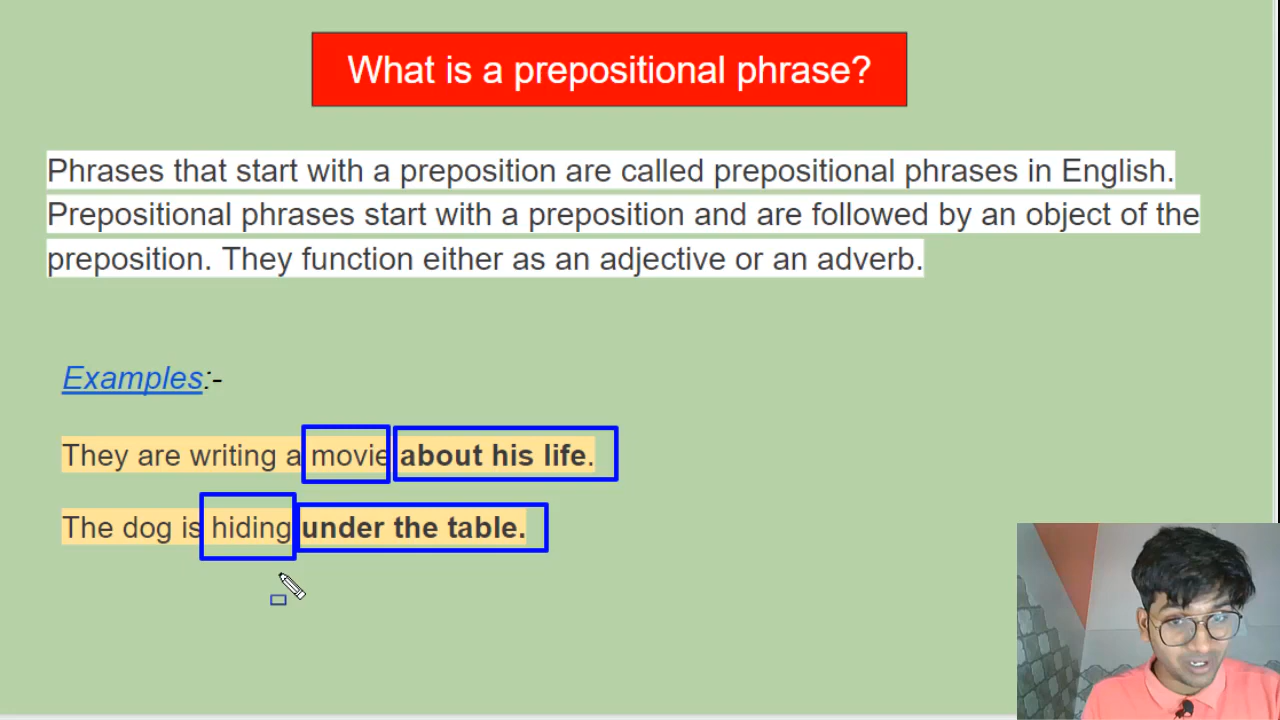 What is a prepositional phrase?
Phrases that start with a preposition are called prepositional phrases in English.
Prepositional phrases start with a preposition and are followed by an object of the
preposition. They function either as an adjective or an adverb.
Examples:-
They are writing a movie about his life.
The dog is hiding under the table.